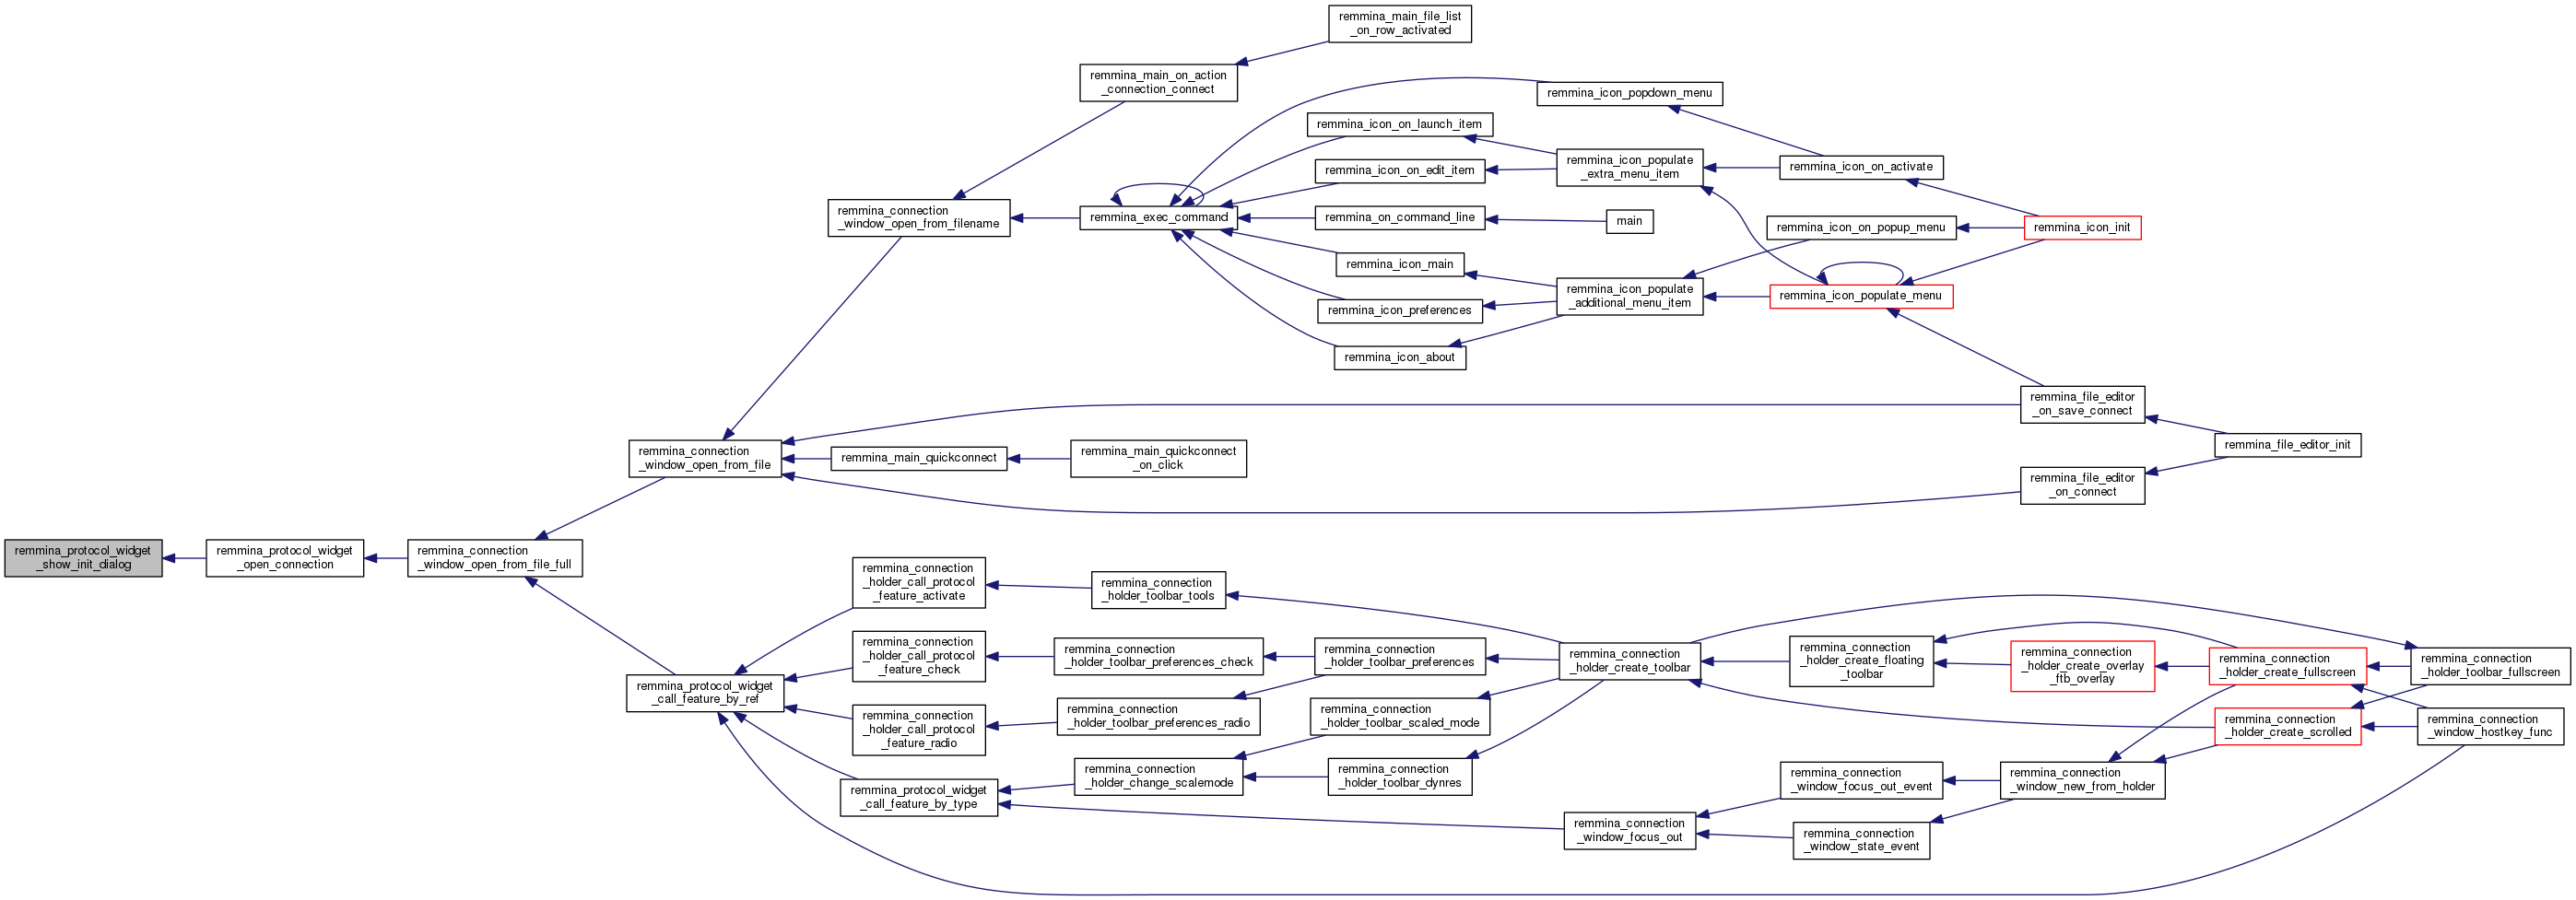 remmina_main_file_list
_on_row_activated
remmina_main_on_action
_connection_connect
remmina_icon_popdown_menu
remmina_icon_on_launch_item
remmina_icon_populate
_extra_menu_item
remmina_icon_on_activate
remmina_icon_on_edit_item
remmina_connection
_window_open_from_filename
remmina_exec_command
remmina_on_command_line
main
remmina_icon_on_popup_menu
remmina_icon_init
remmina_icon_main
remmina_icon_populate
_additional_menu_item
remmina_icon_populate_menu
remmina_icon_preferences
remmina_icon_about
remmina_file_editor
_on_save_connect
remmina_connection
_window_open_from_file
remmina_main_quickconnect
remmina_main_quickconnect
_on_click
remmina_file_editor_init
remmina_file_editor
_on_connect
remmina_protocol_widget
_show_init_dialog
remmina_protocol_widget
_open_connection
remmina_connection
_window_open_from_file_full
remmina_connection
_holder_call_protocol
_feature_activate
remmina_connection
_holder_toolbar_tools
remmina_connection
_holder_call_protocol
_feature_check
remmina_connection
_holder_toolbar_preferences_check
remmina_connection
_holder_toolbar_preferences
remmina_connection
_holder_create_toolbar
remmina_connection
_holder_create_floating
_toolbar
remmina_connection
_holder_create_overlay
_ftb_overlay
remmina_connection
_holder_create_fullscreen
remmina_connection
_holder_toolbar_fullscreen
remmina_protocol_widget
_call_feature_by_ref
remmina_connection
_holder_call_protocol
_feature_radio
remmina_connection
_holder_toolbar_preferences_radio
remmina_connection
_holder_toolbar_scaled_mode
remmina_connection
_holder_create_scrolled
remmina_connection
_window_hostkey_func
remmina_protocol_widget
_call_feature_by_type
remmina_connection
_holder_change_scalemode
remmina_connection
_holder_toolbar_dynres
remmina_connection
_window_focus_out_event
remmina_connection
_window_new_from_holder
remmina_connection
_window_focus_out
remmina_connection
_window_state_event